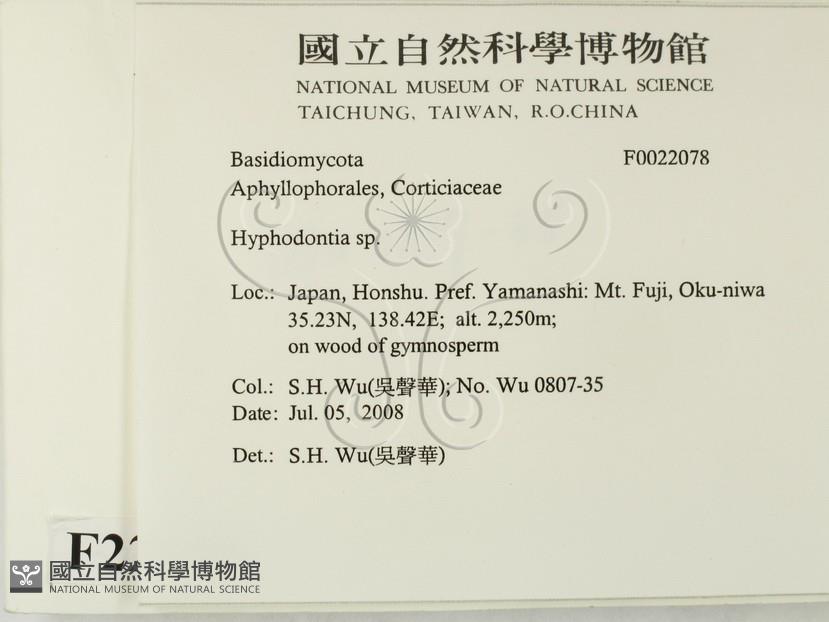 國立自然科學博物館
NATIONAL MUSEUM OF NATURAL SCIENCE
TAICHUNG, TAIWAN, R.O.CHINA
Basidiomycota F0022078
Aphyllophorales, Corticiaceae
Hyphodontia sp.
Loc.: Japan, Honshu. Pref. Yamanashi: Mt. Fuji, Oku-niwa
35.23N, 138.42E; alt. 2,250m;
on wood of gymnosperm
Col.: S.H. Wu(吳聲華); No. Wu 0807-35
Date: Jul. 05, 2008
Det.: S.H. Wu(吳聲華)
國立自然科學博物館
NATIONAL MUSEUM OF NATURAL SCIENCE